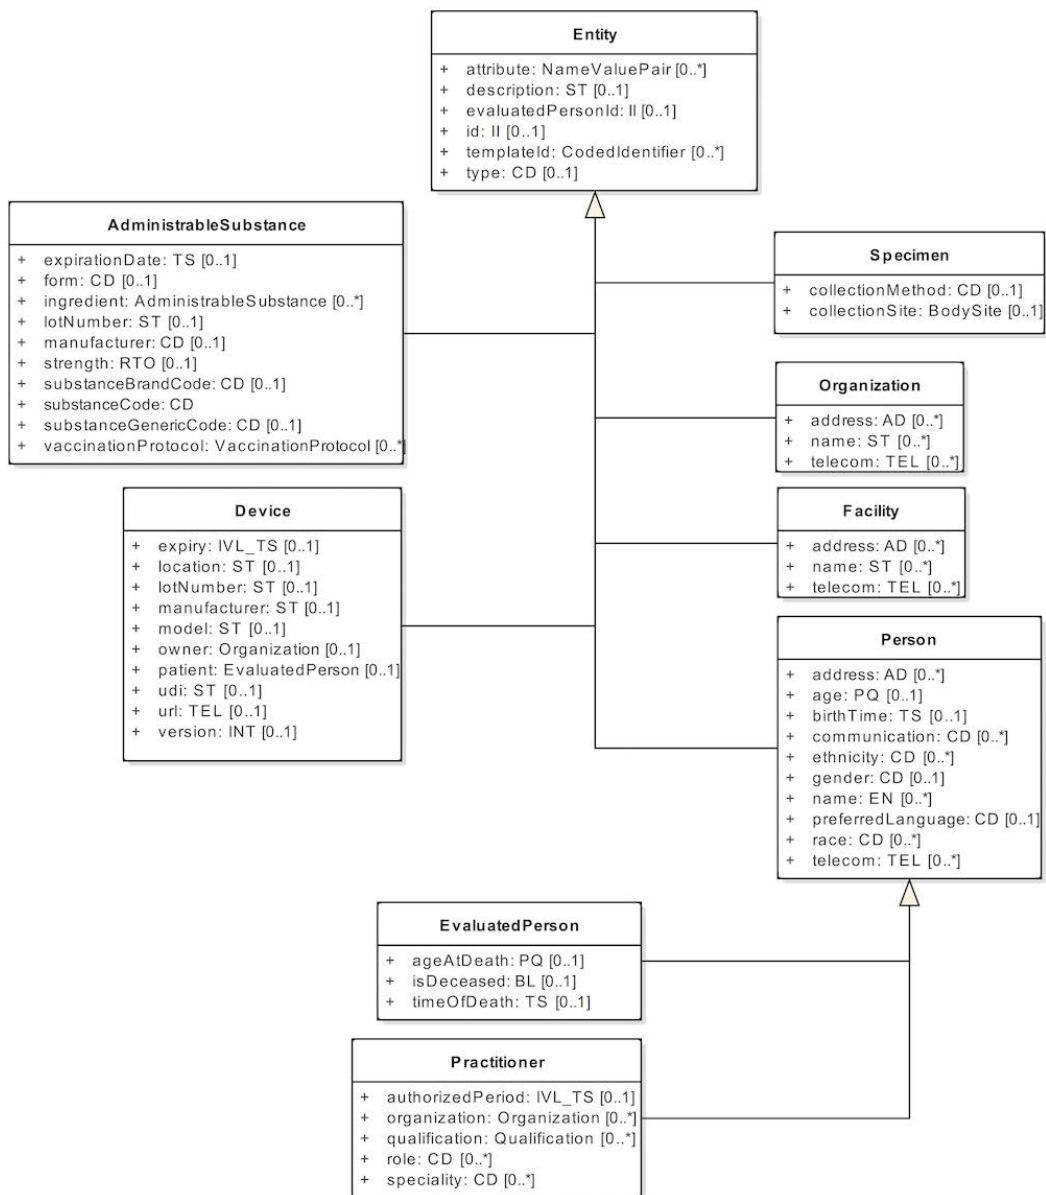 Entity
+ attribute: NameValuePair [0..*]
+ description: ST [0..1]
+ evaluatedPersonId: II [0..1]
+ id: II [0..1]
+ templateId: CodedIdentifier [0..*]
+ type: CD [0..1]
AdministrableSubstance
+ expirationDate: TS [0..1]
+ form: CD [0..1]
+ ingredient: AdministrableSubstance [0..*]
+ lotNumber: ST [0..1]
+ manufacturer: CD [0..1]
+ strength: RTO [0..1]
+ substanceBrandCode: CD [0..1]
+ substanceCode: CD
+ substanceGenericCode: CD [0..1]
+ vaccinationProtocol: VaccinationProtocol [0..*]
Specimen
+ collectionMethod: CD [0..1]
+ collectionSite: BodySite [0..1]
Organization
+ address: AD [0..*]
+ name: ST [0..*]
+ telecom: TEL [0..*]
Device
+ expiry: IVL_TS [0..1]
+ location: ST [0..1]
+ lotNumber: ST [0..1]
+ manufacturer: ST [0..1]
+ model: ST [0..1]
+ owner: Organization [0..1]
+ patient: EvaluatedPerson [0..1]
+ udi: ST [0..1]
+ url: TEL [0..1]
+ version: INT [0..1]
Facility
+ address: AD [0..*]
+ name: ST [0..*]
+ telecom: TEL [0..*]
Person
+ address: AD [0..*]
+ age: PQ [0..1]
+ birthTime: TS [0..1]
+ communication: CD [0..*]
+ ethnicity: CD [0..*]
+ gender: CD [0..1]
+ name: EN [0..*]
+ preferredLanguage: CD [0..1]
+ race: CD [0..*]
+ telecom: TEL [0..*]
EvaluatedPerson
+ ageAtDeath: PQ [0..1]
+ isDeceased: BL [0..1]
+ timeOfDeath: TS [0..1]
Practitioner
+ authorizedPeriod: IVL_TS [0..1]
+ organization: Organization [0..*]
+ qualification: Qualification [0..*]
+ role: CD [0..*]
+ speciality: CD [0..*]